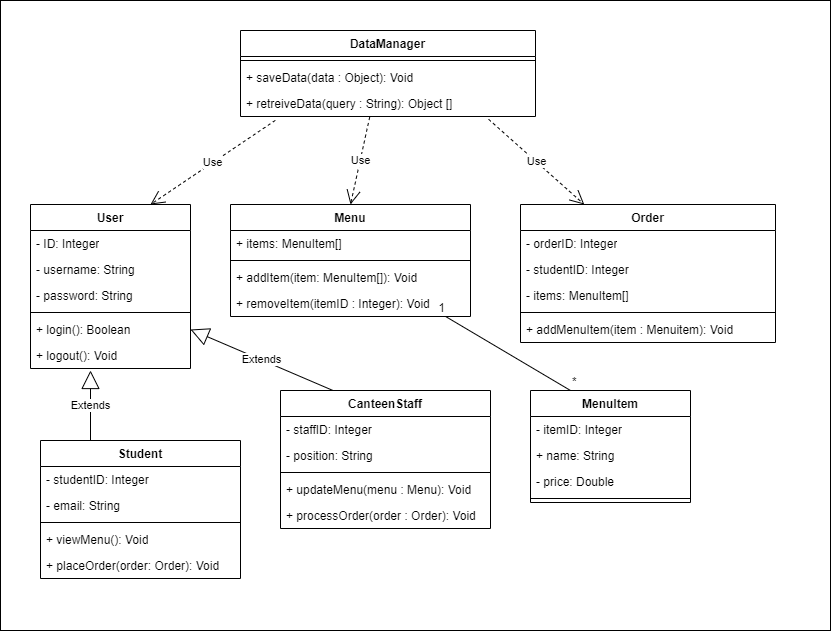 DataManager
+ saveData(data : Object): Void
+ retreiveData(query : String): Object []
Use
Use
Use
User
- ID: Integer
- username: String
- password: String
+ login(): Boolean
+ logout(): Void
Menu
+ items: MenuItem[]
+ addItem(item: MenuItem[]): Void
+ removeItem(itemID : Integer): Void
1
Order
- orderID: Integer
- studentID: Integer
- items: MenuItem[]
+ addMenuItem(item : Menuitem): Void
Extends
Extends
*
Student
- studentID: Integer
- email: String
+ viewMenu(): Void
+ placeOrder(order: Order): Void
CanteenStaff
- staffID: Integer
- position: String
+ updateMenu(menu : Menu): Void
+ processOrder(order : Order): Void
MenuItem
- itemID: Integer
+ name: String
- price: Double